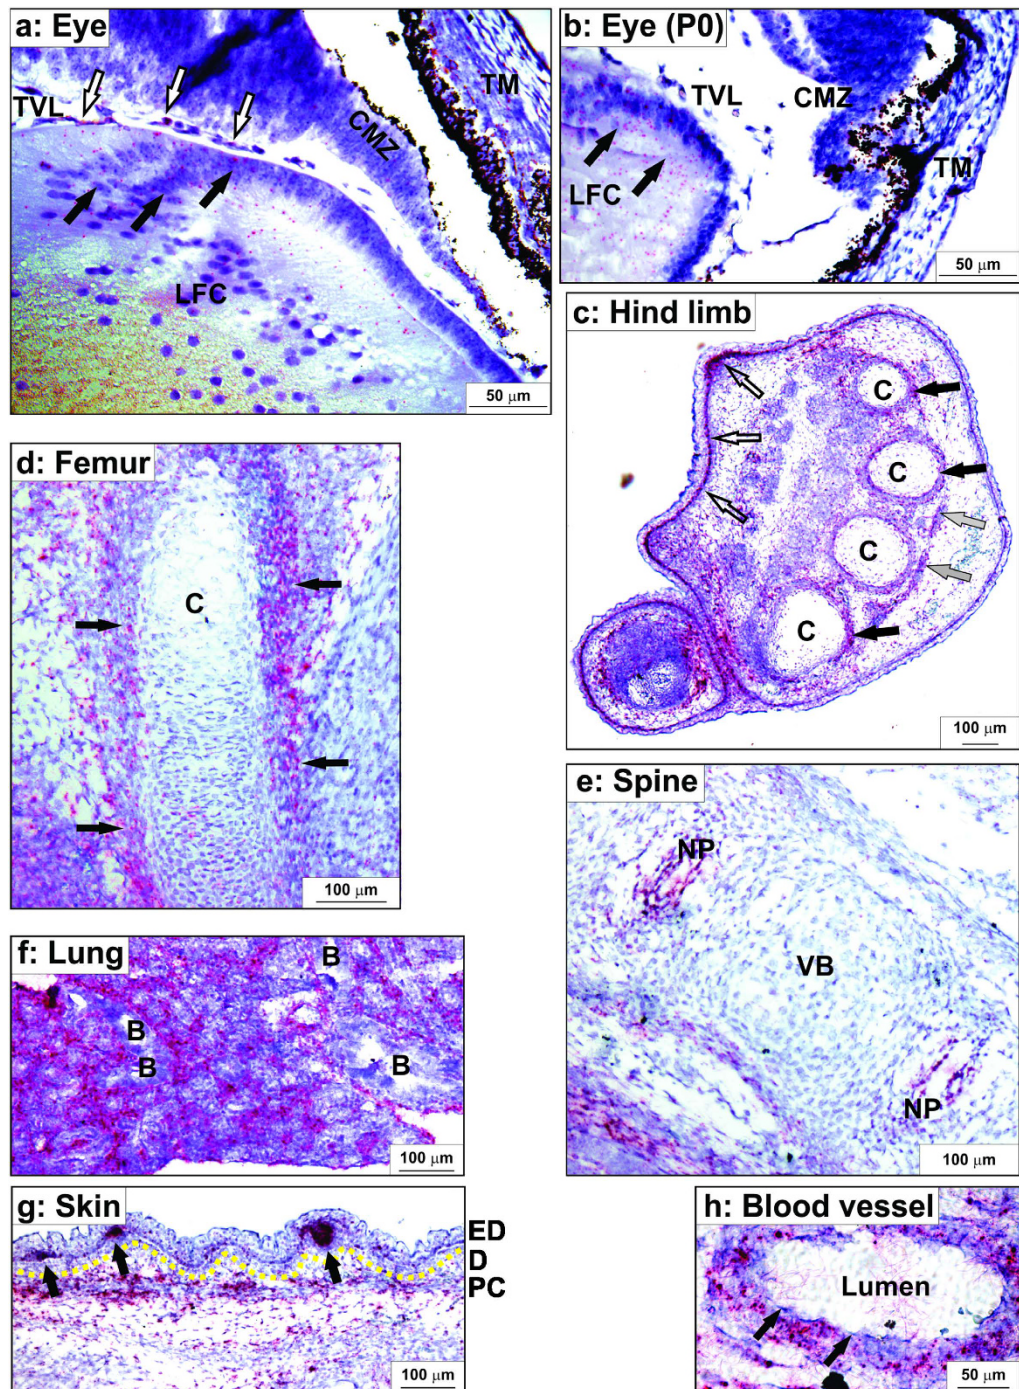 a: Eye
TVL
CMZ
TM
LFC
50 μm
b: Eye (P0)
TVL
CMZ
TM
LFC
50 μm
c: Hind limb
C
C
C
C
100 μm
d: Femur
C
100 μm
e: Spine
NP
VB
NP
100 μm
f: Lung
B
B
B
B
100 μm
g: Skin
ED
D
PC
100 μm
h: Blood vessel
Lumen
50 μm